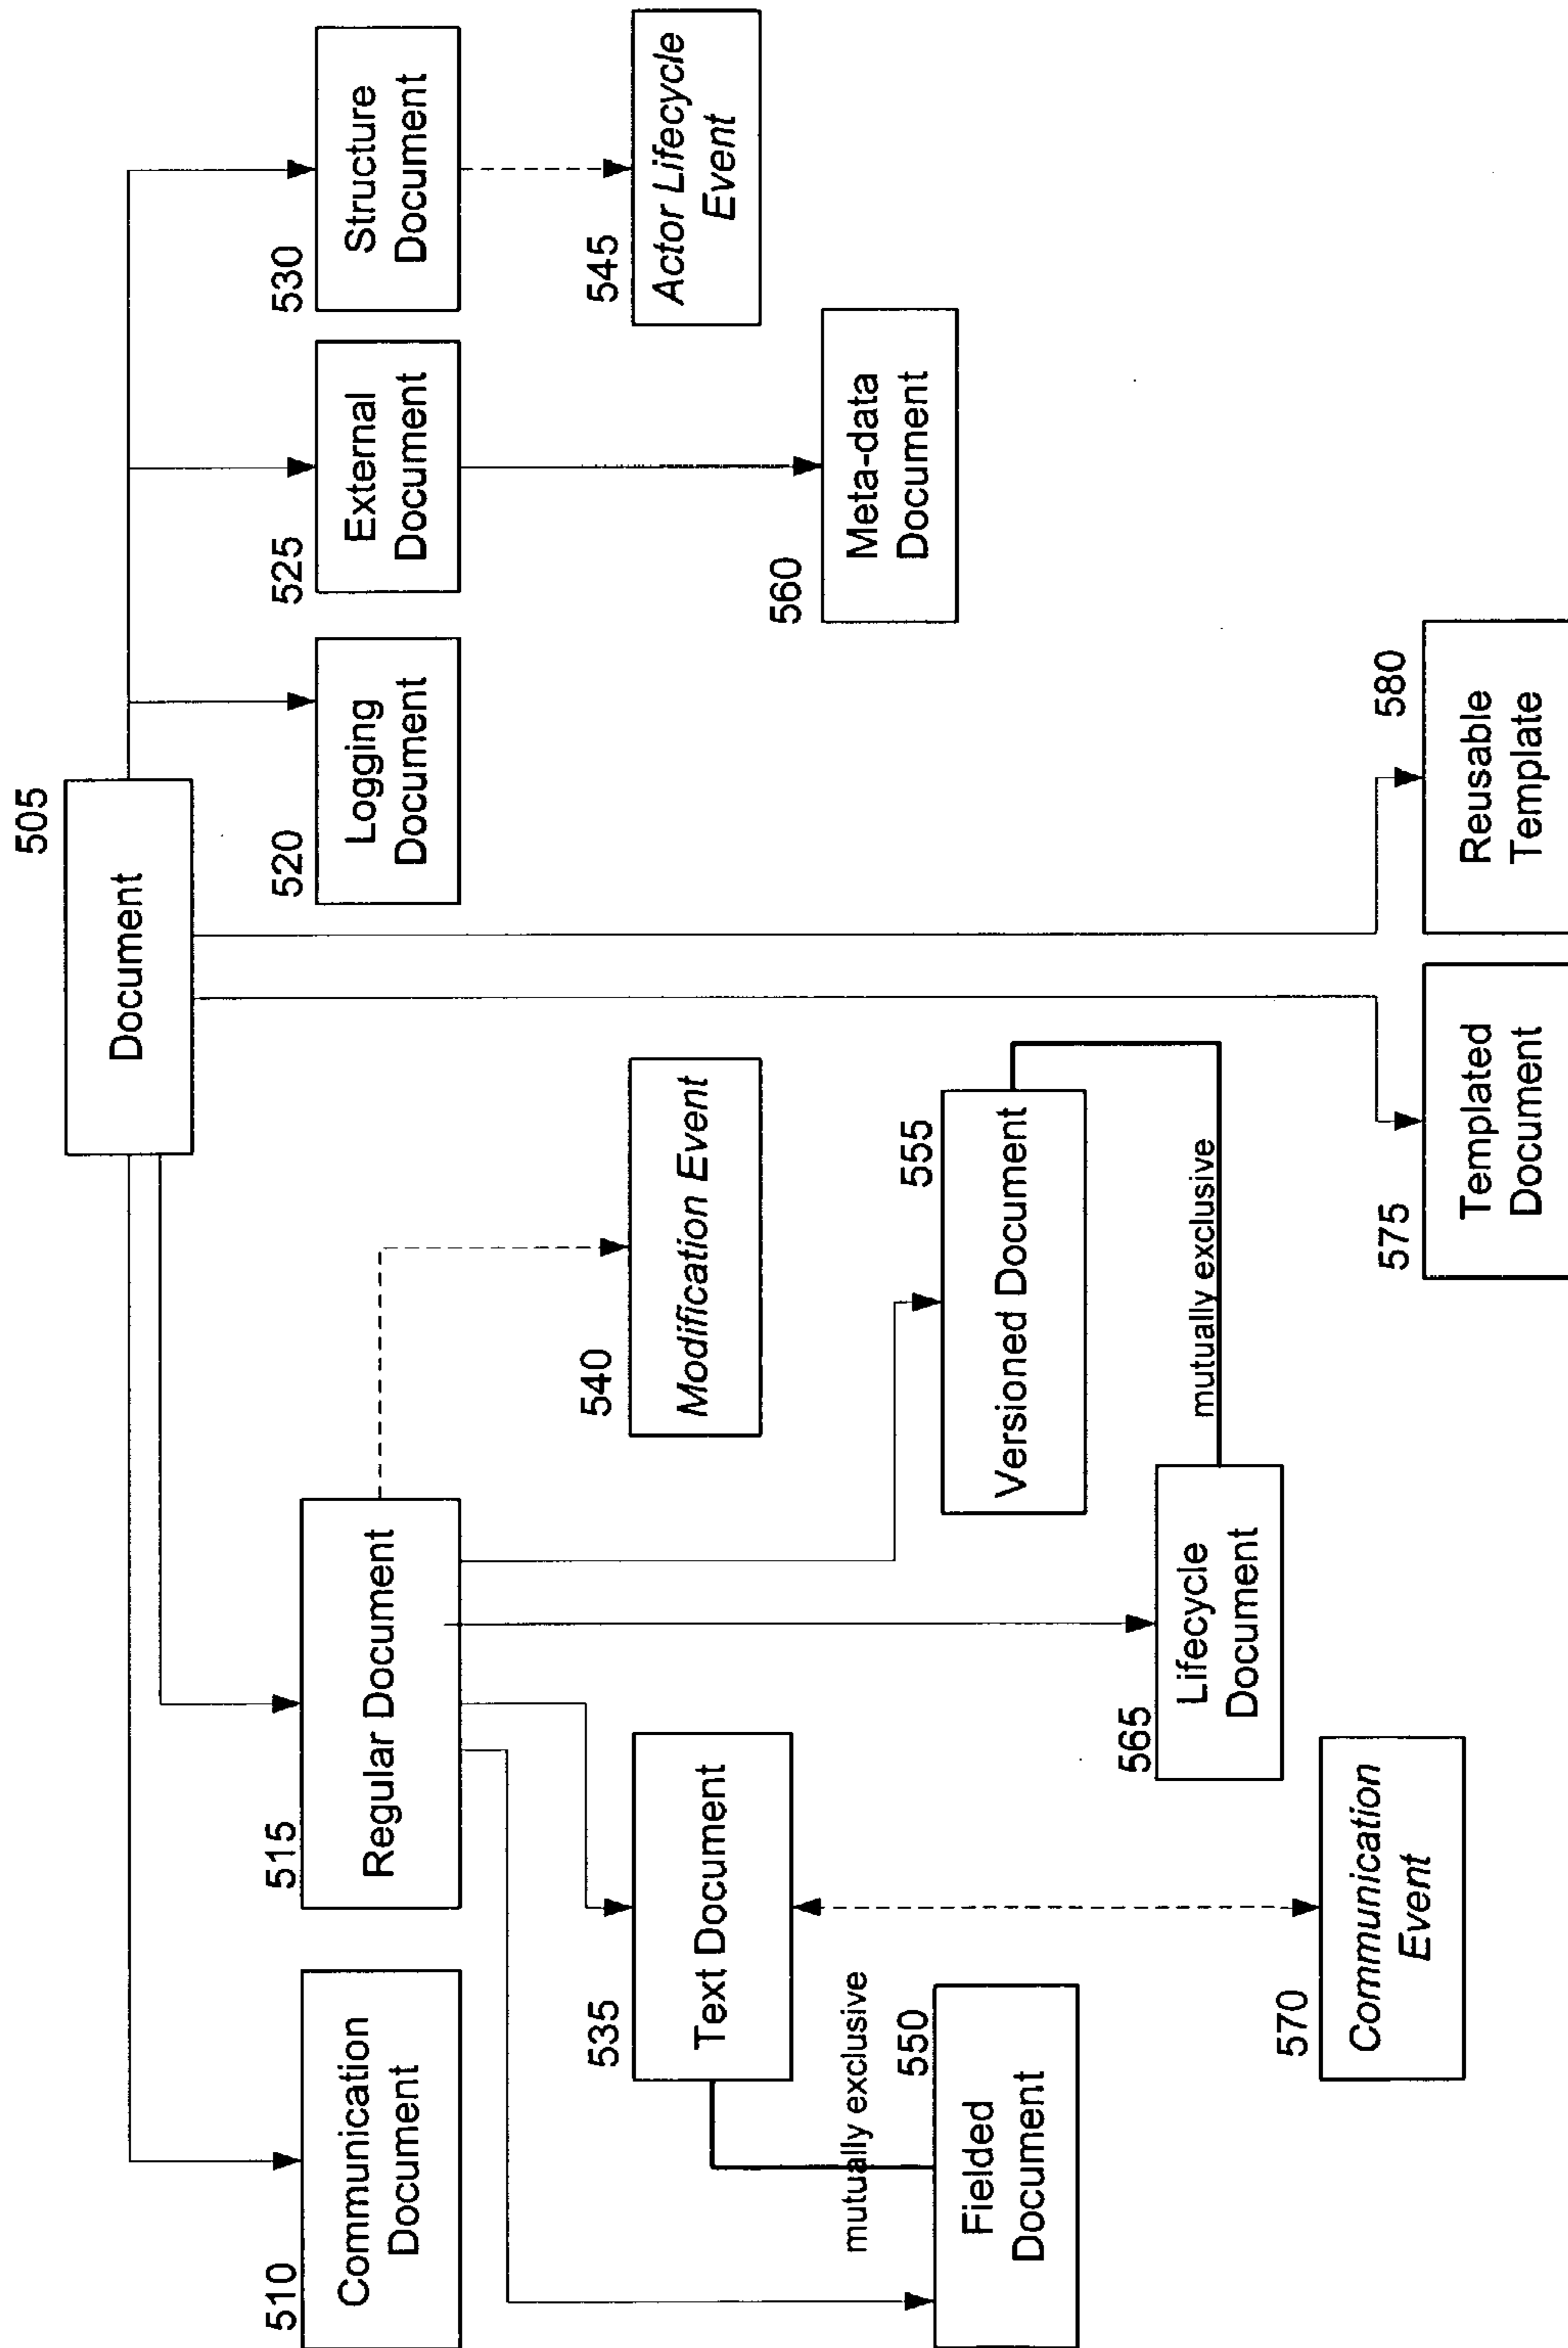 505
Document
510
Communication
Document
515
Regular Document
520
Logging
Document
525
External
Document
530
Structure
Document
535
Text Document
540
Modification Event
545
Actor Lifecycle
Event
mutually exclusive
550
Fielded
Document
555
Versioned Document
560
Meta-data
Document
mutually exclusive
565
Lifecycle
Document
570
Communication
Event
575
Templated
Document
580
Reusable
Template